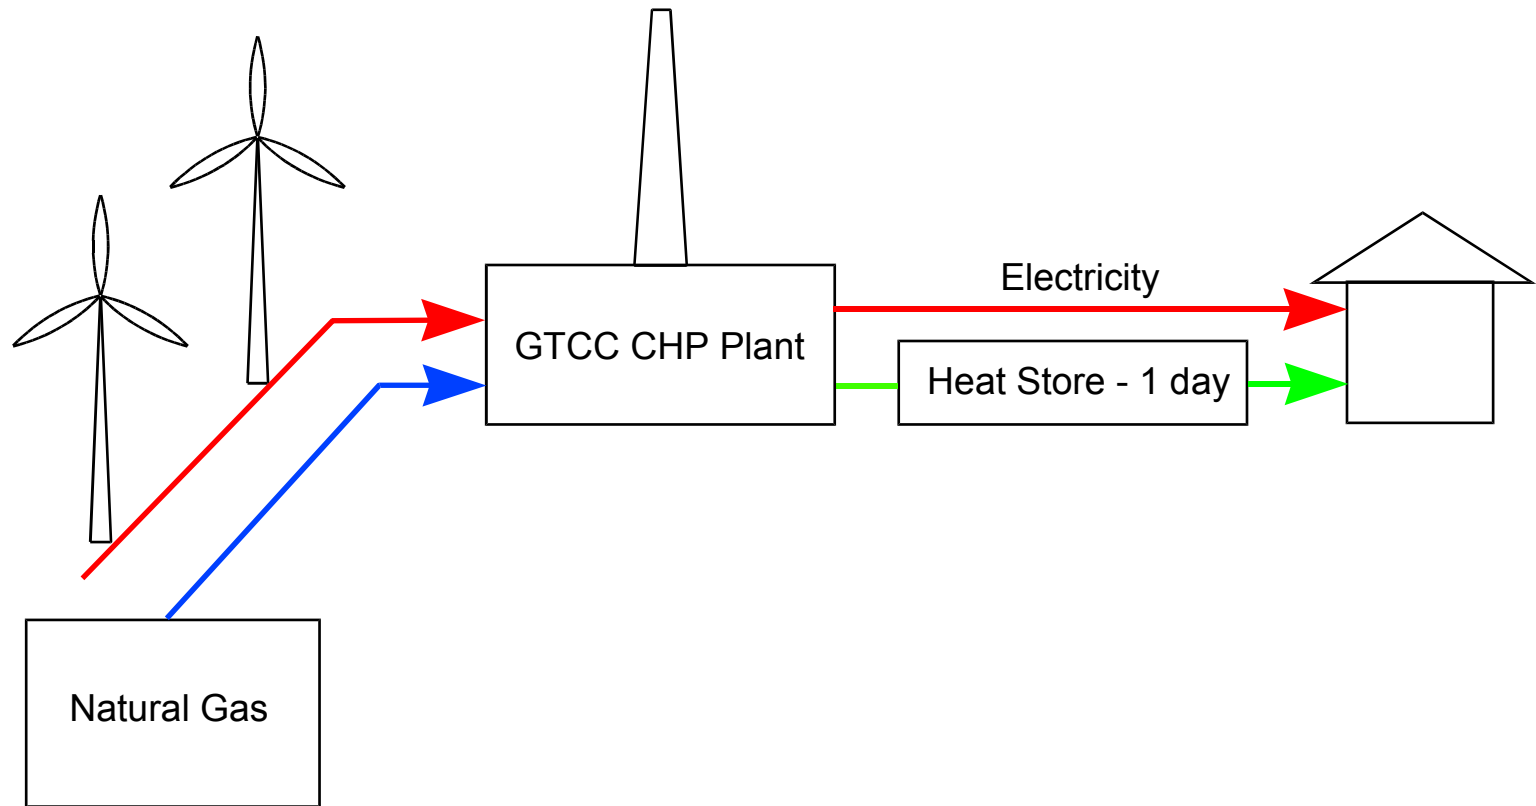 Electricity
GTCC CHP Plant
Heat Store - 1 day
Natural Gas